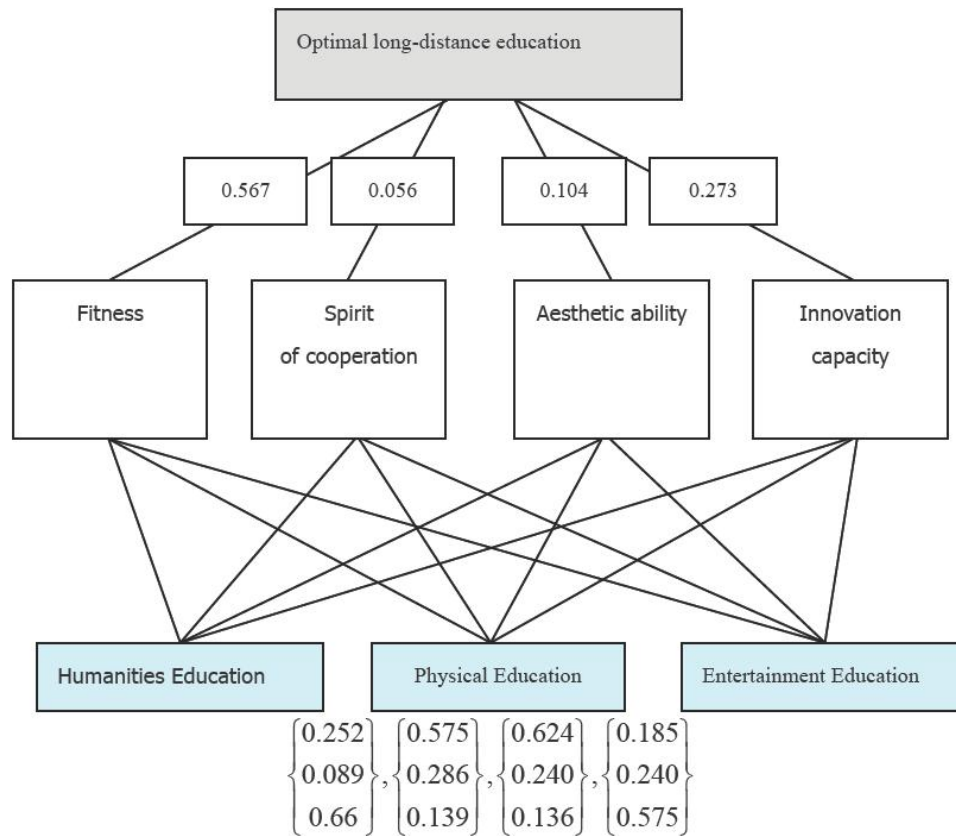 Optimal long-distance education
0.567
0.056
0.104
0.273
Fitness
Spirit
of cooperation
Aesthetic ability
Innovation
capacity
Humanities Education
Physical Education
Entertainment Education
0.252 0.575 0.624 0.185
0.089 , 0.286 , 0.240 , 0.240
0.66 0.139 0.136 0.575